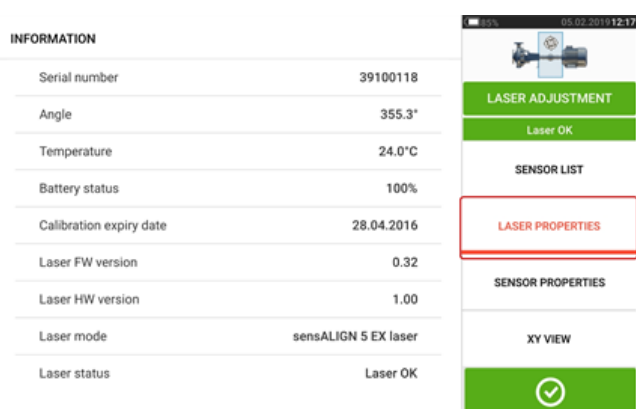 INFORMATION
Serial number 39100118
Angle 355.3°
Temperature 24.0°C
Battery status 100%
Calibration expiry date 28.04.2016
Laser FW version 0.32
Laser HW version 1.00
Laser mode sensALIGN 5 EX laser
Laser status Laser OK
85% 05.02.2019 12:17
LASER ADJUSTMENT
Laser OK
SENSOR LIST
LASER PROPERTIES
SENSOR PROPERTIES
XY VIEW